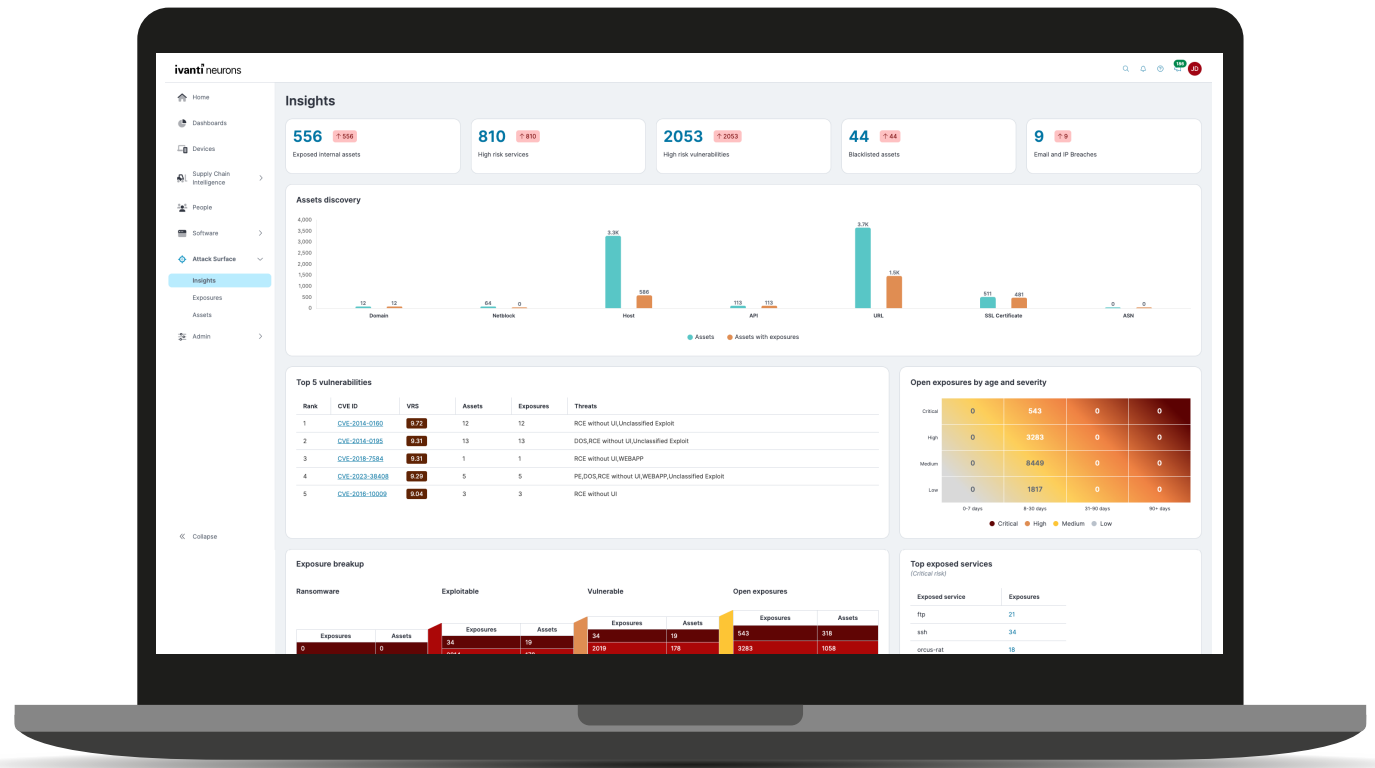 ivanti neurons
186
JD
Home
Dashboards
Devices
Supply Chain
Intelligence
People
Software
Attack Surface
Insights
Exposures
Assets
Admin
Collapse
Insights
556 ↑ 556
Exposed internal assets
810 ↑ 810
High risk services
2053 ↑ 2053
High risk vulnerabilities
44 ↑ 44
Blacklisted assets
9 ↑ 9
Email and IP Breaches
Assets discovery
4,000
3,500
3,000
2,500
2,000
1,500
1,000
500
0
12 12
64 0
3.3K 586
113 113
3.7K 1.5K
511 481
0 0
Domain Netblock Host API URL SSL Certificate ASN
Assets Assets with exposures
Top 5 vulnerabilities
Rank CVE ID VRS Assets Exposures Threats
1 CVE-2014-0160 9.72 12 12 RCE without UI,Unclassified Exploit
2 CVE-2014-0195 9.31 13 13 DOS,RCE without UI,Unclassified Exploit
3 CVE-2018-7584 9.31 1 1 RCE without UI,WEBAPP
4 CVE-2023-38408 9.29 5 5 PE,DOS,RCE without UI,WEBAPP,Unclassified Exploit
5 CVE-2016-10009 9.04 3 3 RCE without UI
Open exposures by age and severity
Critical 0 543 0 0
High 0 3283 0 0
Medium 0 8449 0 0
Low 0 1817 0 0
0-7 days 8-30 days 31-90 days 90+ days
Critical High Medium Low
Exposure breakup
Ransomware Exploitable Vulnerable Open exposures
Exposures Assets
0 0
Exposures Assets
34 19
Exposures Assets
34 19
2019 178
Exposures Assets
543 318
3283 1058
Top exposed services
(Critical risk)
Exposed service Exposures
ftp 21
ssh 34
orcus-rat 18